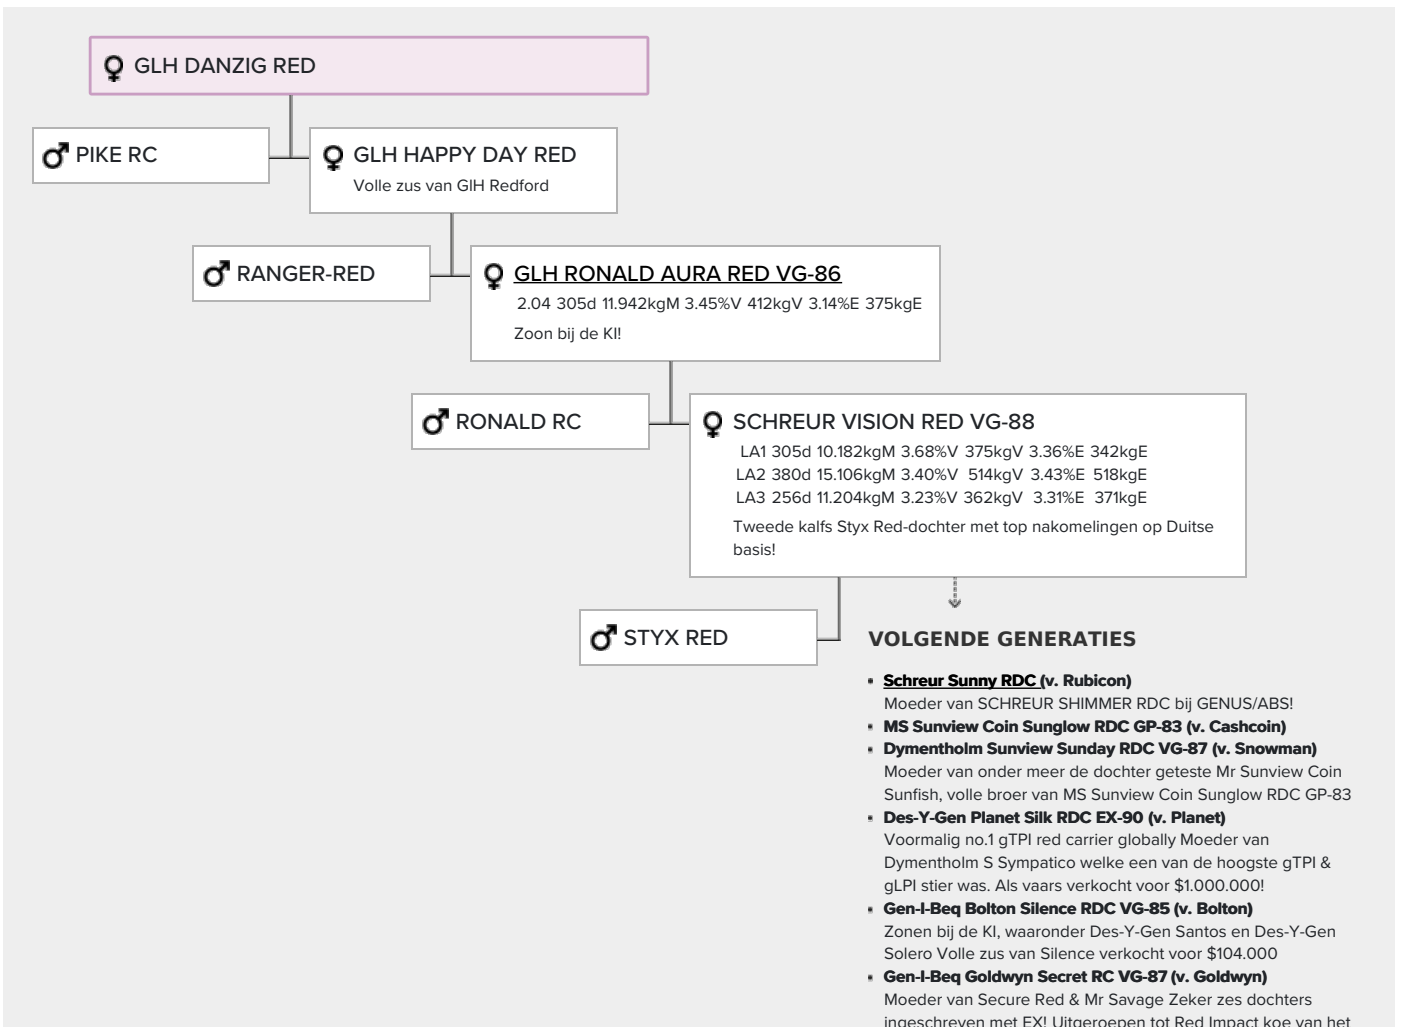 GLH DANZIG RED
PIKE RC
GLH HAPPY DAY RED
Volle zus van GlH Redford
RANGER-RED
GLH RONALD AURA RED VG-86
2.04 305d 11.942kgM 3.45%V 412kgV 3.14%E 375kgE
Zoon bij de KI!
RONALD RC
SCHREUR VISION RED VG-88
LA1 305d 10.182kgM 3.68%V 375kgV 3.36%E 342kgE
LA2 380d 15.106kgM 3.40%V 514kgV 3.43%E 518kgE
LA3 256d 11.204kgM 3.23%V 362kgV 3.31%E 371kgE
Tweede kalfs Styx Red-dochter met top nakomelingen op Duitse
basis!
STYX RED
VOLGENDE GENERATIES
Schreur Sunny RDC (v. Rubicon)
Moeder van SCHREUR SHIMMER RDC bij GENUS/ABS!
MS Sunview Coin Sunglow RDC GP-83 (v. Cashcoin)
Dymentholm Sunview Sunday RDC VG-87 (v. Snowman)
Moeder van onder meer de dochter geteste Mr Sunview Coin
Sunfish, volle broer van MS Sunview Coin Sunglow RDC GP-83
Des-Y-Gen Planet Silk RDC EX-90 (v. Planet)
Voormalig no.1 gTPI red carrier globally Moeder van
Dymentholm S Sympatico welke een van de hoogste gTPI &
gLPI stier was. Als vaars verkocht voor $1.000.000!
Gen-I-Beq Bolton Silence RDC VG-85 (v. Bolton)
Zonen bij de KI, waaronder Des-Y-Gen Santos en Des-Y-Gen
Solero Volle zus van Silence verkocht voor $104.000
Gen-I-Beq Goldwyn Secret RC VG-87 (v. Goldwyn)
Moeder van Secure Red & Mr Savage Zeker zes dochters
ingeschreven met EX! Uitgeroepen tot Red Impact koe van het